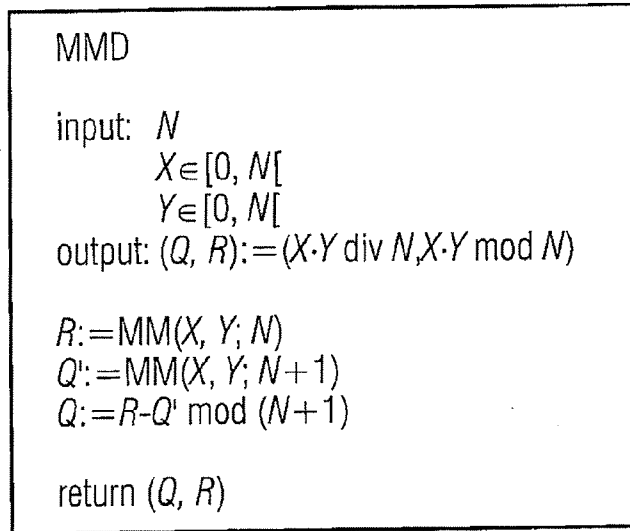 MMD
input: N
X∈[0, N[
Y∈[0, N[
output: (Q, R):=(X·Y div N,X·Y mod N)
R:=MM(X, Y; N)
Q':=MM(X, Y; N+1)
Q:=R-Q' mod (N+1)
return (Q, R)